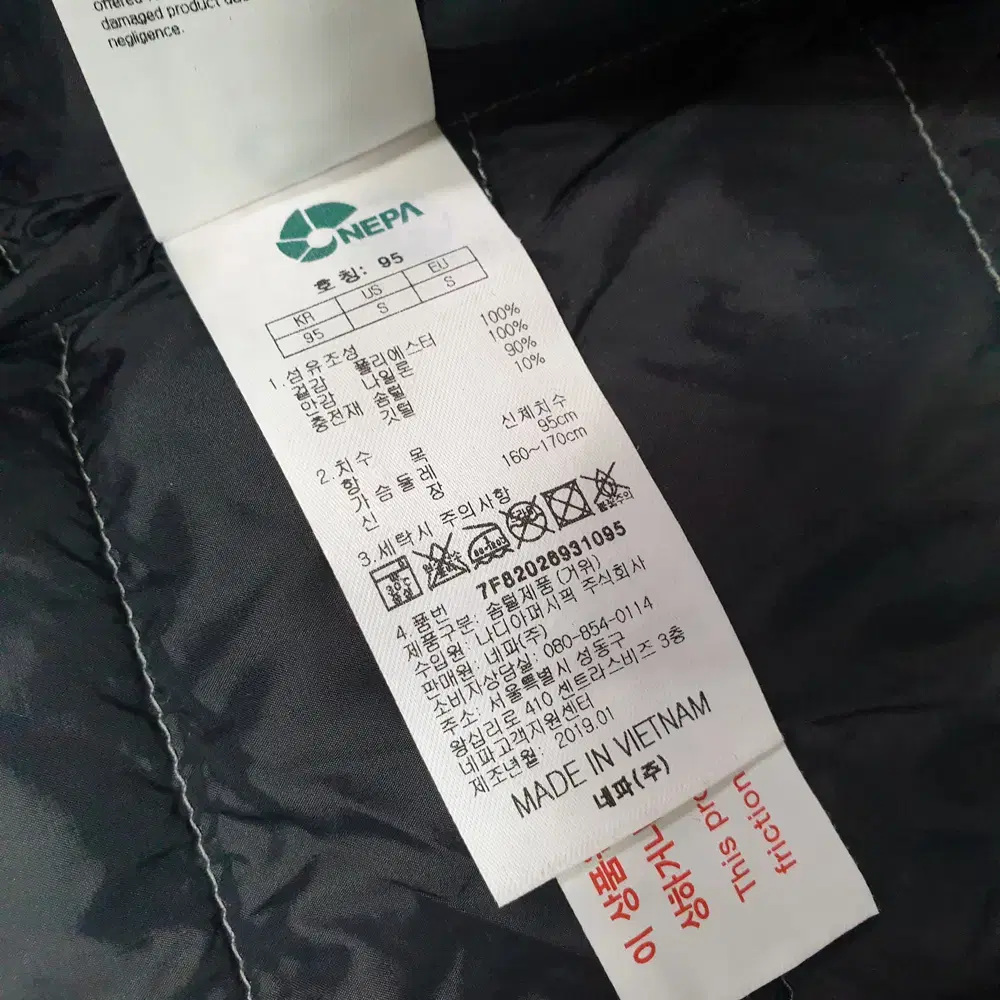 damaged product du
negligence.
NEPA
호 칭: 95
KR US EU
95 S S
1.섬유조성
겉감 폴리에스터 100%
안감 나일론 100%
충전재 솜털 90%
깃털 10%
2.치수 항목 신체치수
가슴둘레 95cm
신장 160~170cm
3.세탁시 주의사항
4.품번 7F82026931095
제품구분: 솜털제품 (거위)
수입원: 나디아퍼시픽 주식회사
판매원: 네파(주)
소비자상담실: 080-854-0114
주소: 서울특별시 성동구
왕십리로 410 센트라스비즈 3층
네파고객지원센터
제조년월: 2019.01
MADE IN VIETNAM
네파(주)
이 상품
상하거나
This pro
friction